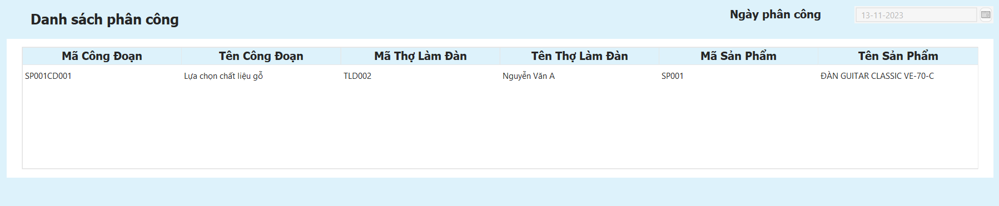 Danh sách phân công
Ngày phân công
13-11-2023
Mã Công Đoạn Tên Công Đoạn Mã Thợ Làm Đàn Tên Thợ Làm Đàn Mã Sản Phẩm Tên Sản Phẩm
SP001CD001 Lựa chọn chất liệu gỗ TLD002 Nguyễn Văn A SP001 ĐÀN GUITAR CLASSIC VE-70-C